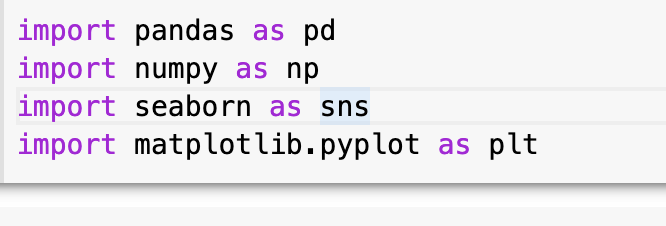 import pandas as pd
import numpy as np
import seaborn as sns
import matplotlib.pyplot as plt